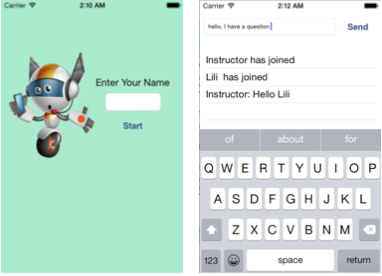 Carrier 2:10 AM
Enter Your Name
Start
Carrier 2:12 AM
hello, I have a question
Send
Instructor has joined
Lili has joined
Instructor: Hello Lili
of about for
Q W E R T Y U I O P
A S D F G H J K L
Z X C V B N M
123 space return